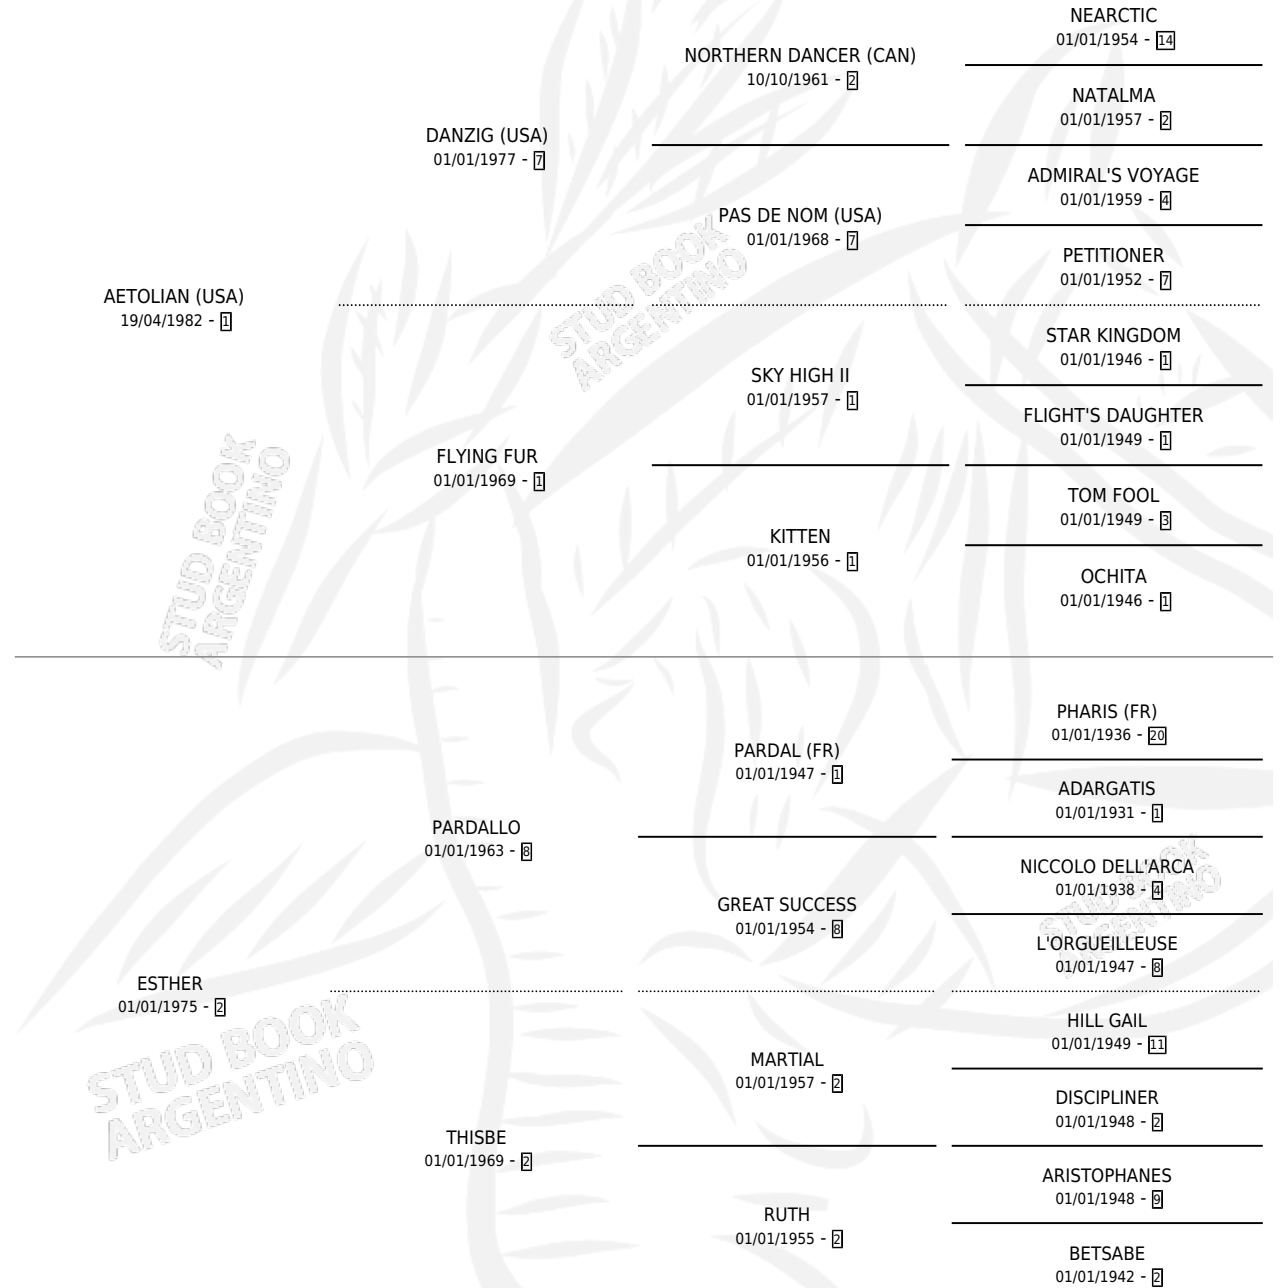 NEARCTIC
01/01/1954 - 14
NORTHERN DANCER (CAN)
10/10/1961 - 2
NATALMA
01/01/1957 - 2
DANZIG (USA)
01/01/1977 - 7
ADMIRAL'S VOYAGE
01/01/1959 - 4
PAS DE NOM (USA)
01/01/1968 - 7
PETITIONER
01/01/1952 - 7
AETOLIAN (USA)
19/04/1982 - 1
STAR KINGDOM
01/01/1946 - 1
SKY HIGH II
01/01/1957 - 1
FLIGHT'S DAUGHTER
01/01/1949 - 1
FLYING FUR
01/01/1969 - 1
TOM FOOL
01/01/1949 - 3
KITTEN
01/01/1956 - 1
OCHITA
01/01/1946 - 1
PHARIS (FR)
01/01/1936 - 20
PARDAL (FR)
01/01/1947 - 1
ADARGATIS
01/01/1931 - 1
PARDALLO
01/01/1963 - 8
NICCOLO DELL'ARCA
01/01/1938 - 4
GREAT SUCCESS
01/01/1954 - 8
L'ORGUEILLEUSE
01/01/1947 - 8
ESTHER
01/01/1975 - 2
HILL GAIL
01/01/1949 - 11
MARTIAL
01/01/1957 - 2
DISCIPLINER
01/01/1948 - 2
THISBE
01/01/1969 - 2
ARISTOPHANES
01/01/1948 - 9
RUTH
01/01/1955 - 2
BETSABE
01/01/1942 - 2
STUD BOOK
ARGENTINO
STUD BOOK
ARGENTINO
STUD BOOK
ARGENTINO
STUD BOOK
ARGENTINO